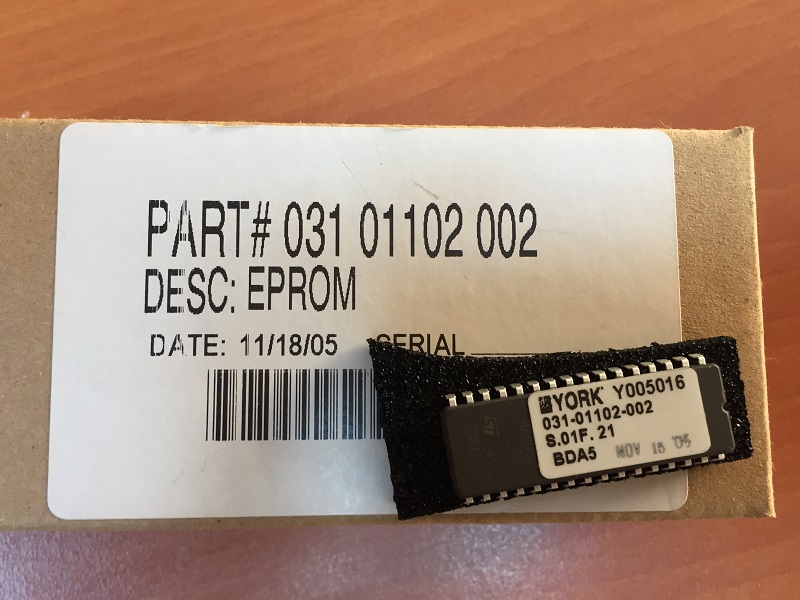 PART# 031 01102 002
DESC: EPROM
DATE: 11/18/05 SERIAL
YORK Y005016
031-01102-002
S.01F.21
BDA5 NOV 18 '05